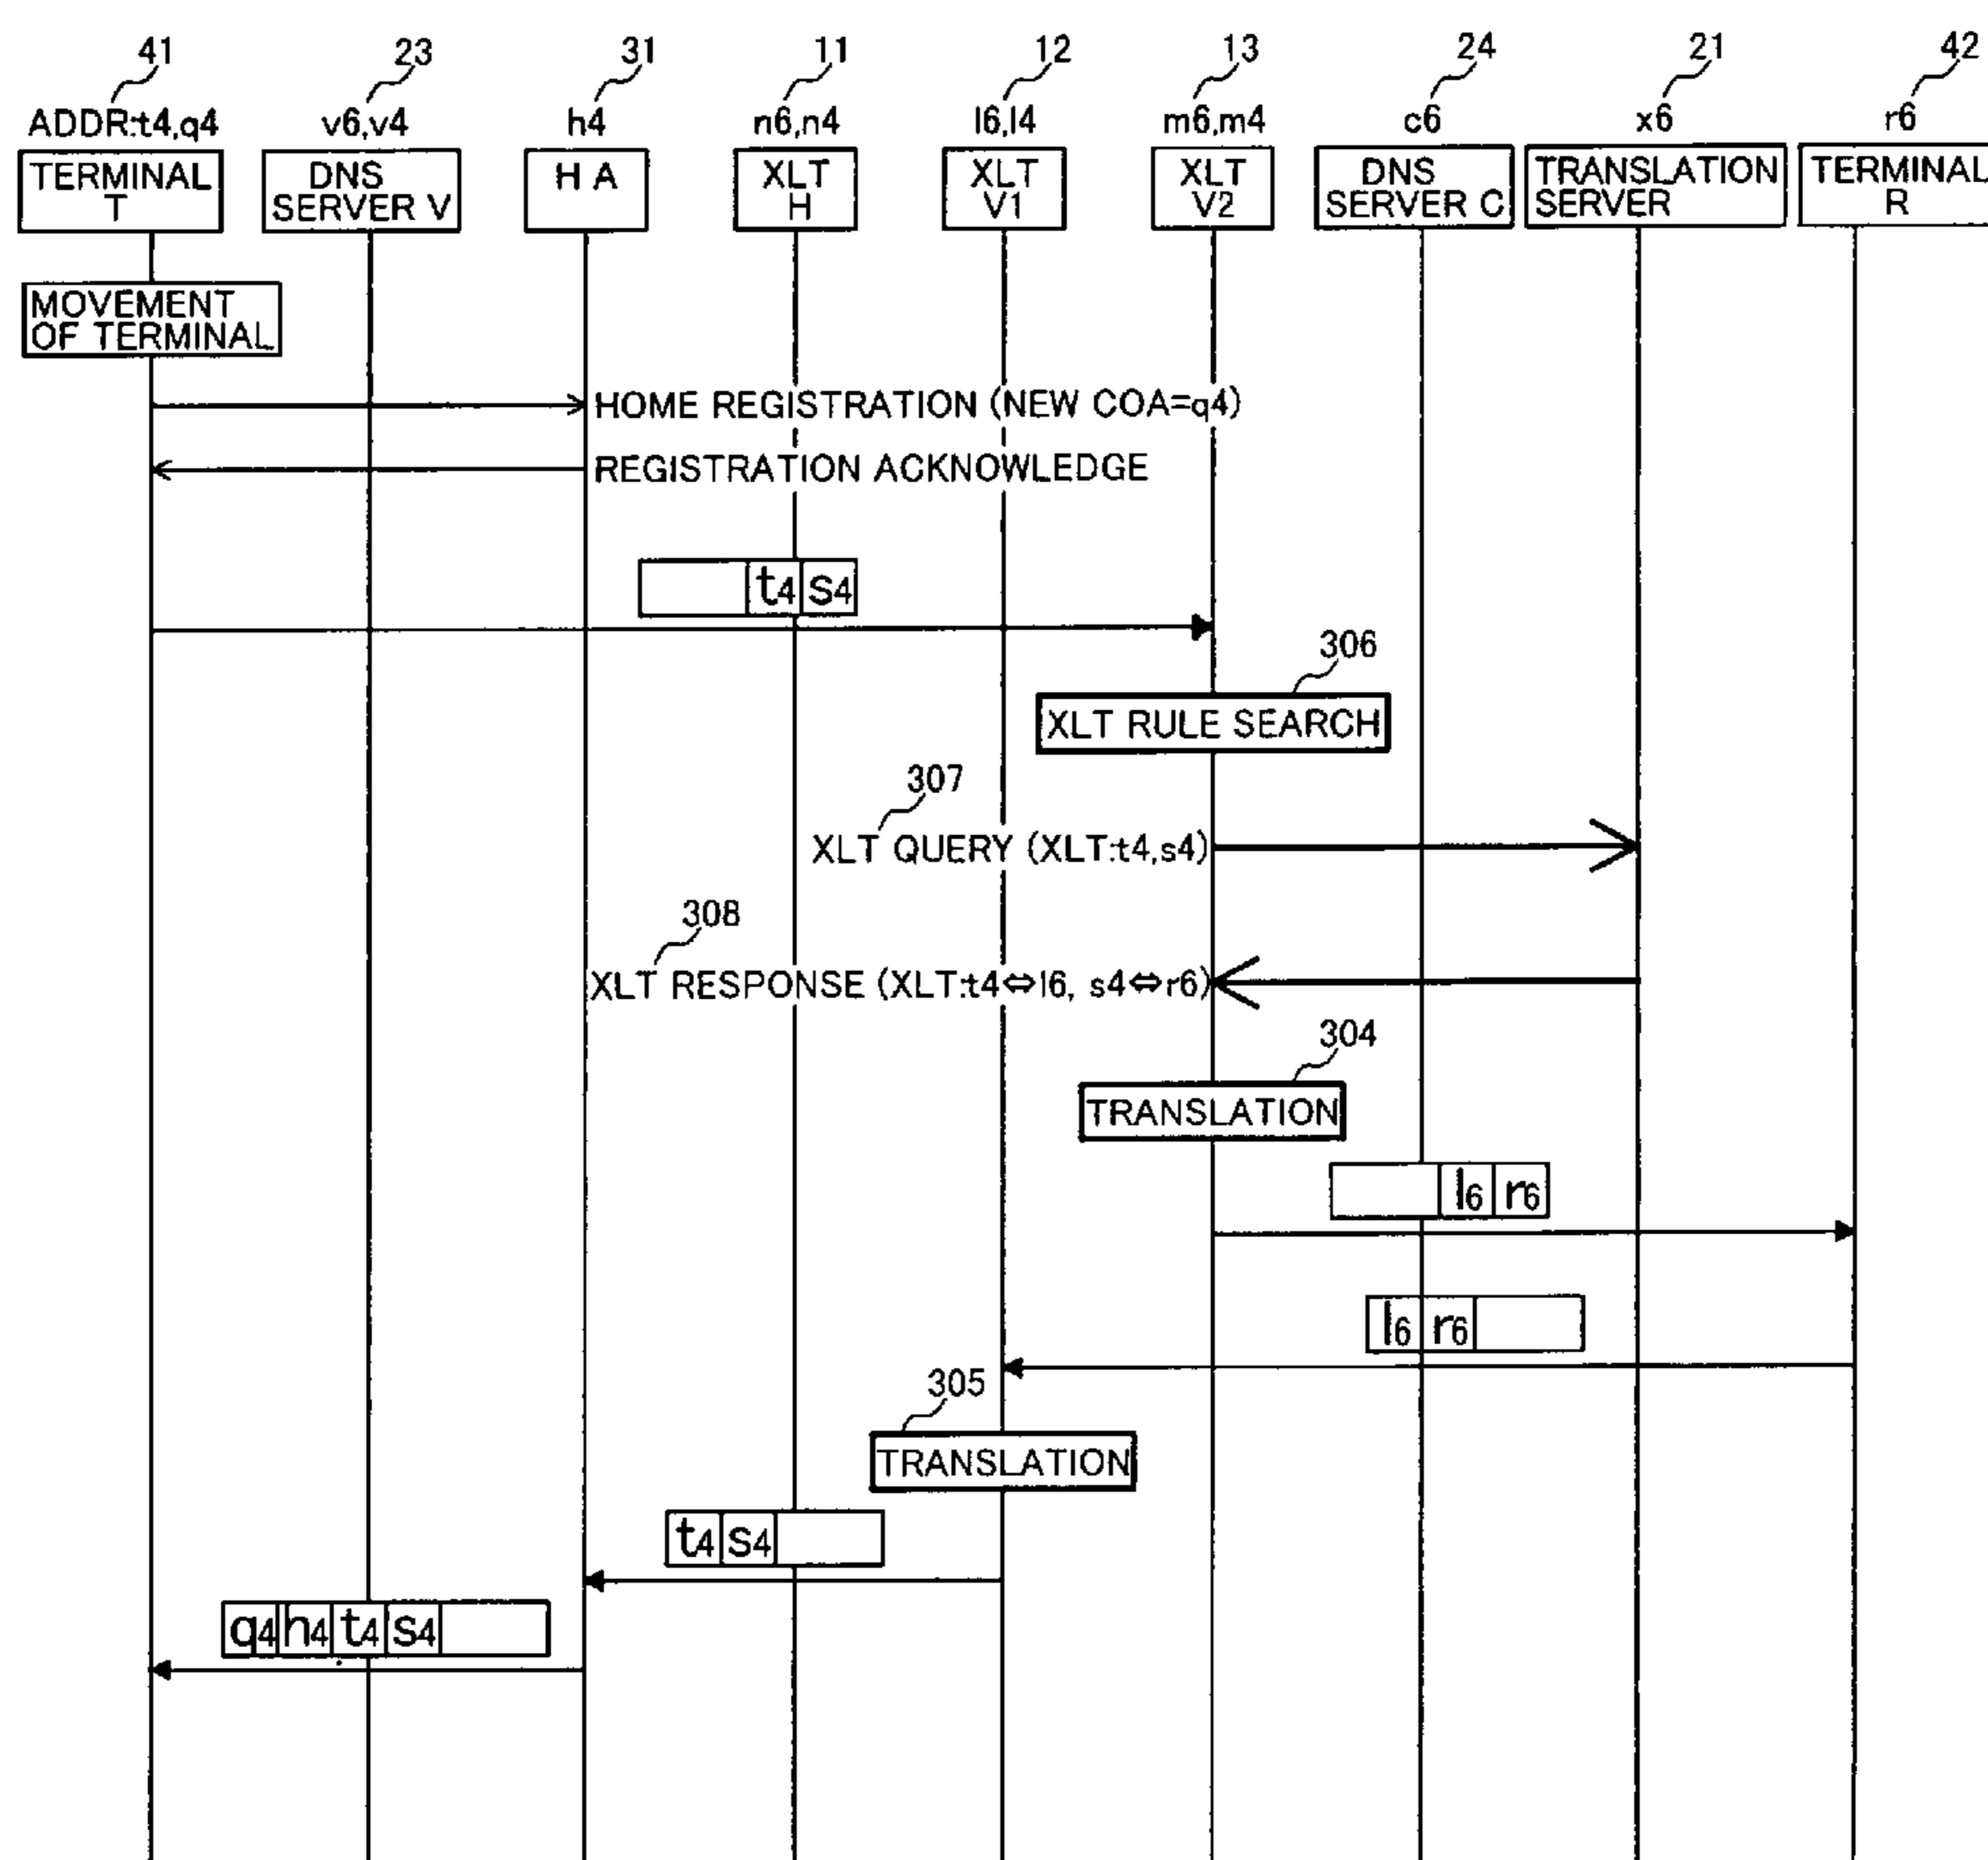 41 23 31 11 12 13 24 21 42
ADDR:t4,q4 v6,v4 h4 n6,n4 l6,l4 m6,m4 c6 x6 r6
TERMINAL
T
DNS
SERVER V
H A
XLT
H
XLT
V1
XLT
V2
DNS
SERVER C
TRANSLATION
SERVER
TERMINAL
R
MOVEMENT
OF TERMINAL
HOME REGISTRATION (NEW COA=q4)
REGISTRATION ACKNOWLEDGE
t4 s4
306
XLT RULE SEARCH
307
XLT QUERY (XLT:t4,s4)
308
XLT RESPONSE (XLT:t4⇔l6, s4⇔r6)
304
TRANSLATION
l6 r6
l6 r6
305
TRANSLATION
t4 s4
q4 h4 t4 s4